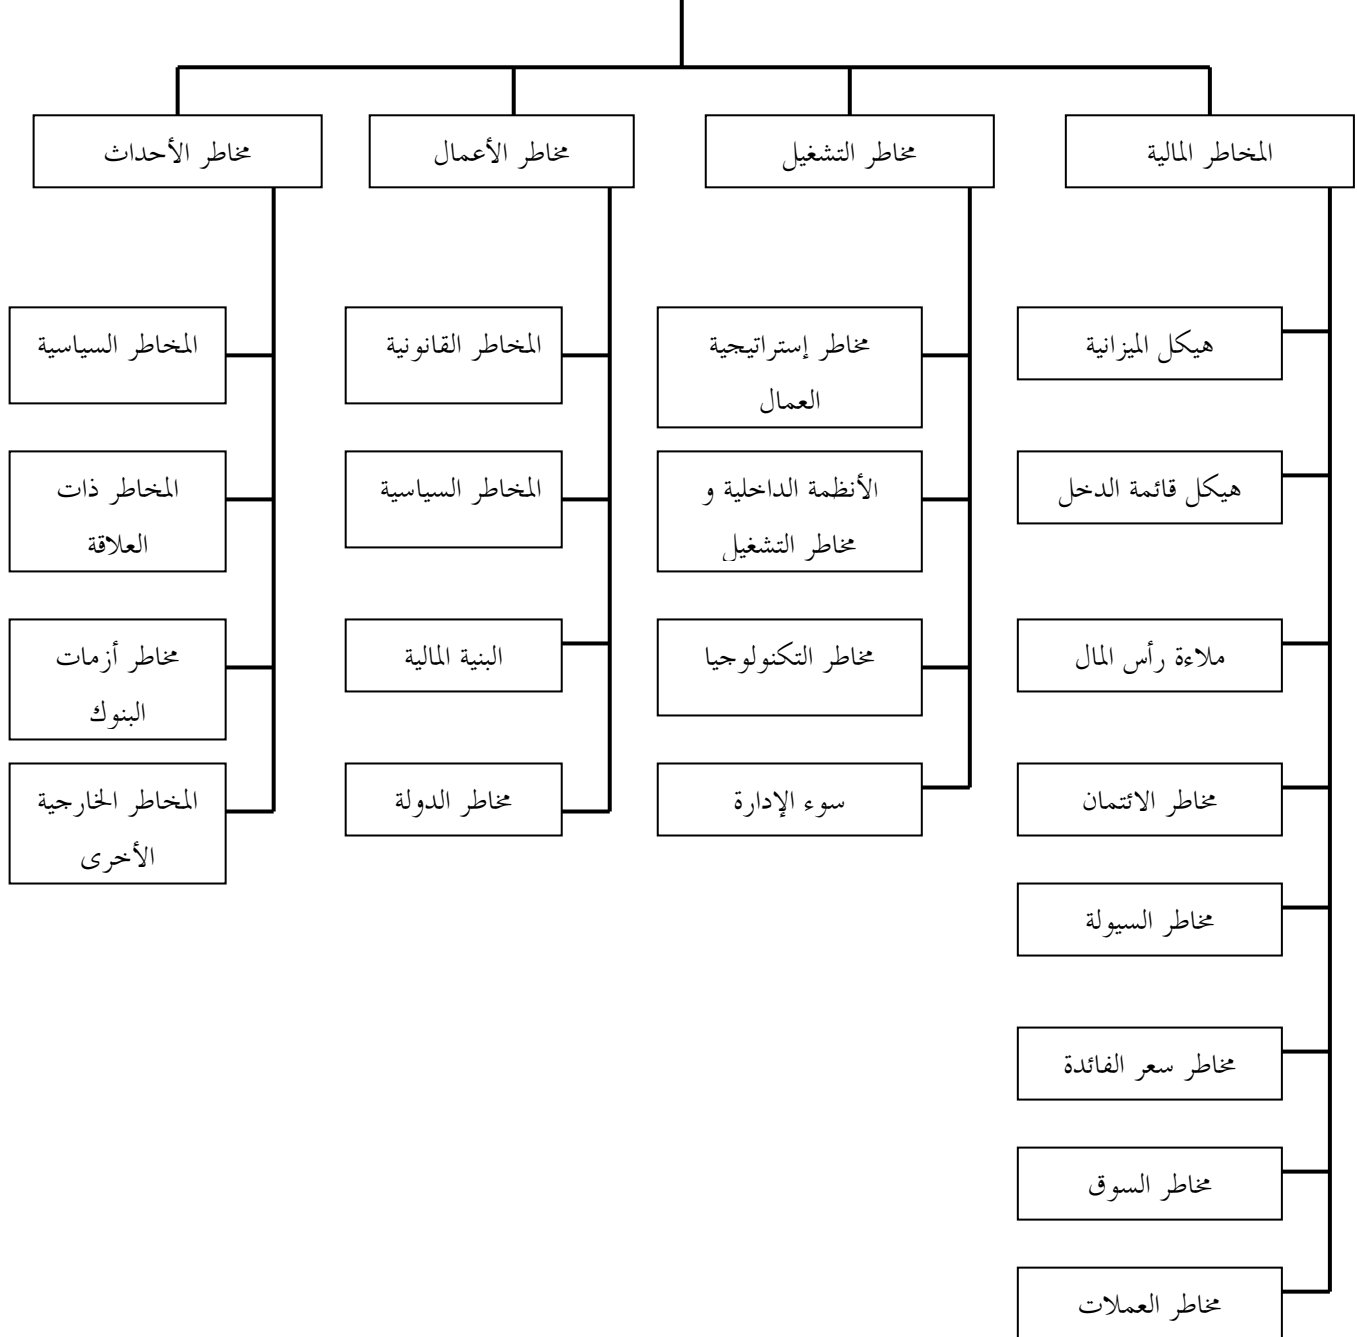 المخاطر المالية
مخاطر التشغيل
مخاطر الأعمال
مخاطر الأحداث
هيكل الميزانية
هيكل قائمة الدخل
ملاءة رأس المال
مخاطر الائتمان
مخاطر السيولة
مخاطر سعر الفائدة
مخاطر السوق
مخاطر العملات
مخاطر إستراتيجية
العمال
الأنظمة الداخلية و
مخاطر التشغيل
مخاطر التكنولوجيا
سوء الإدارة
المخاطر القانونية
المخاطر السياسية
البنية المالية
مخاطر الدولة
المخاطر السياسية
المخاطر ذات
العلاقة
مخاطر أزمات
البنوك
المخاطر الخارجية
الأخرى